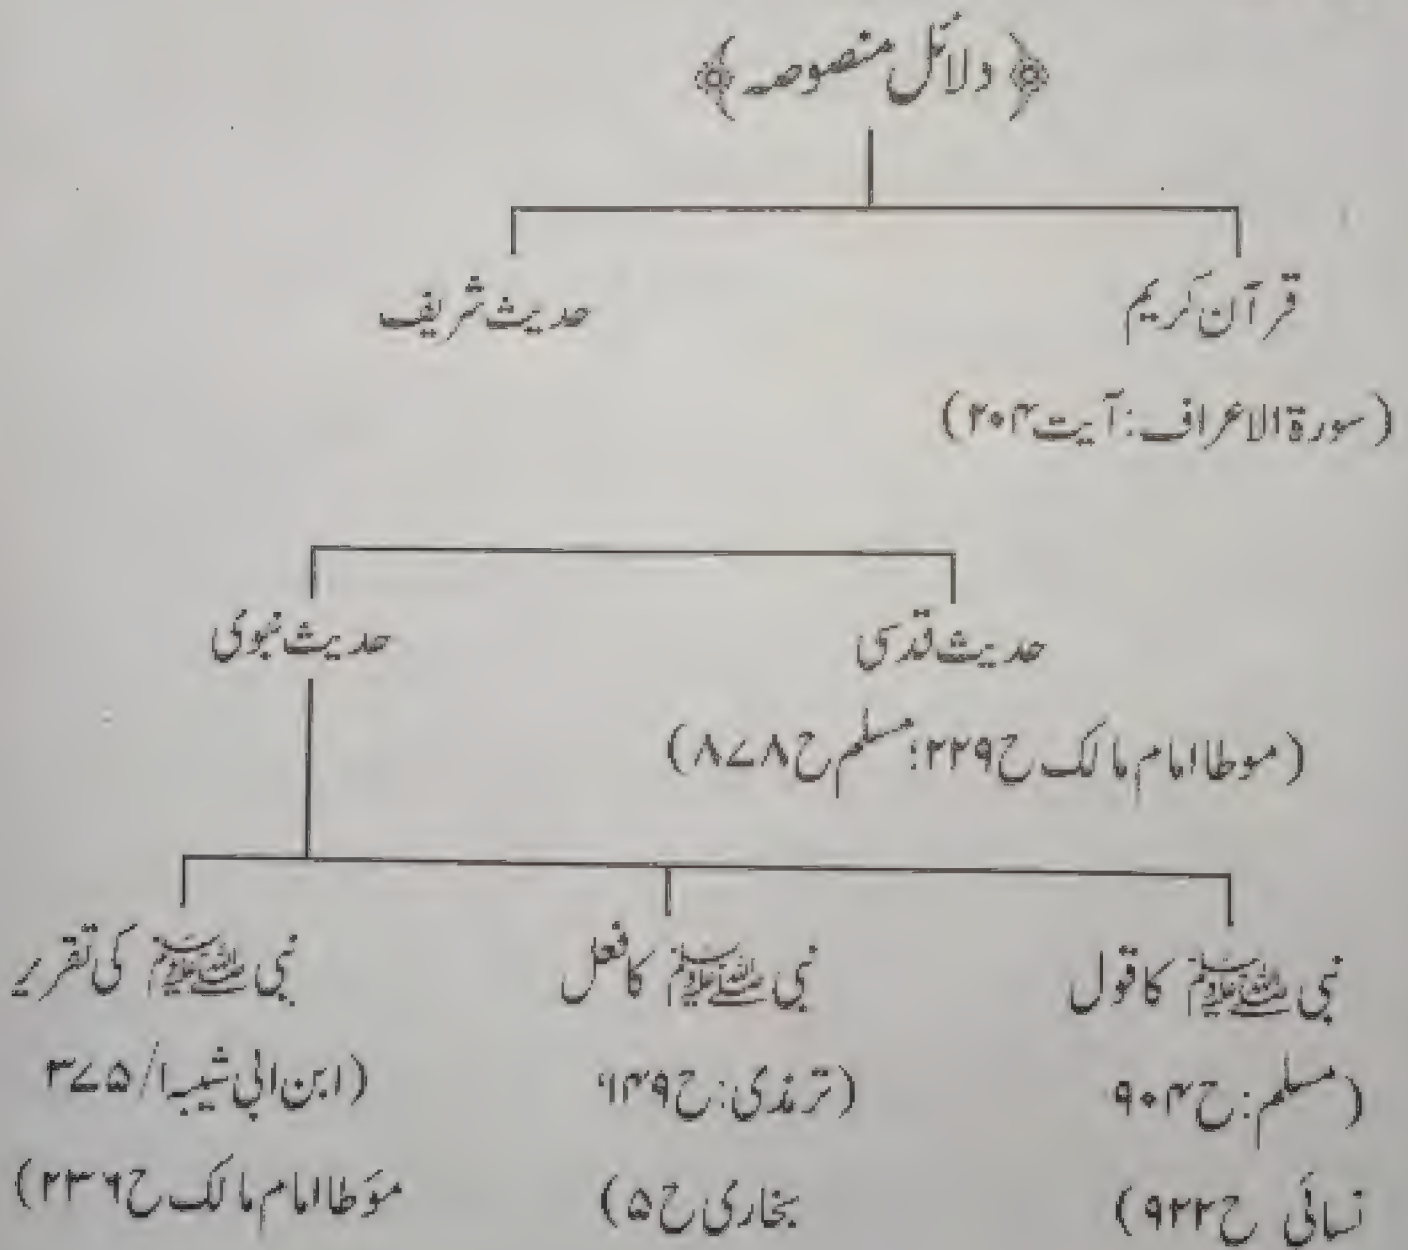 ﴿ دلائل منصوصہ ﴾
قرآن کریم
حدیث شریف
(سورۃ الاعراف: آیت ۲۰۴)
حدیث قدسی
حدیث نبوی
(موطا امام مالک ح ۲۲۹؛ مسلم ح ۸۷۸)
نبی ﷺ کا قول
(مسلم: ح ۹۰۴
نسائی ح ۹۲۲)
نبی ﷺ کا فعل
(ترمذی: ح ۱۴۹،
بخاری ح ۵)
نبی ﷺ کی تقریر
(ابن ابی شیبہ ۱/۳۷۵
مؤطا امام مالک ح ۲۳۶)